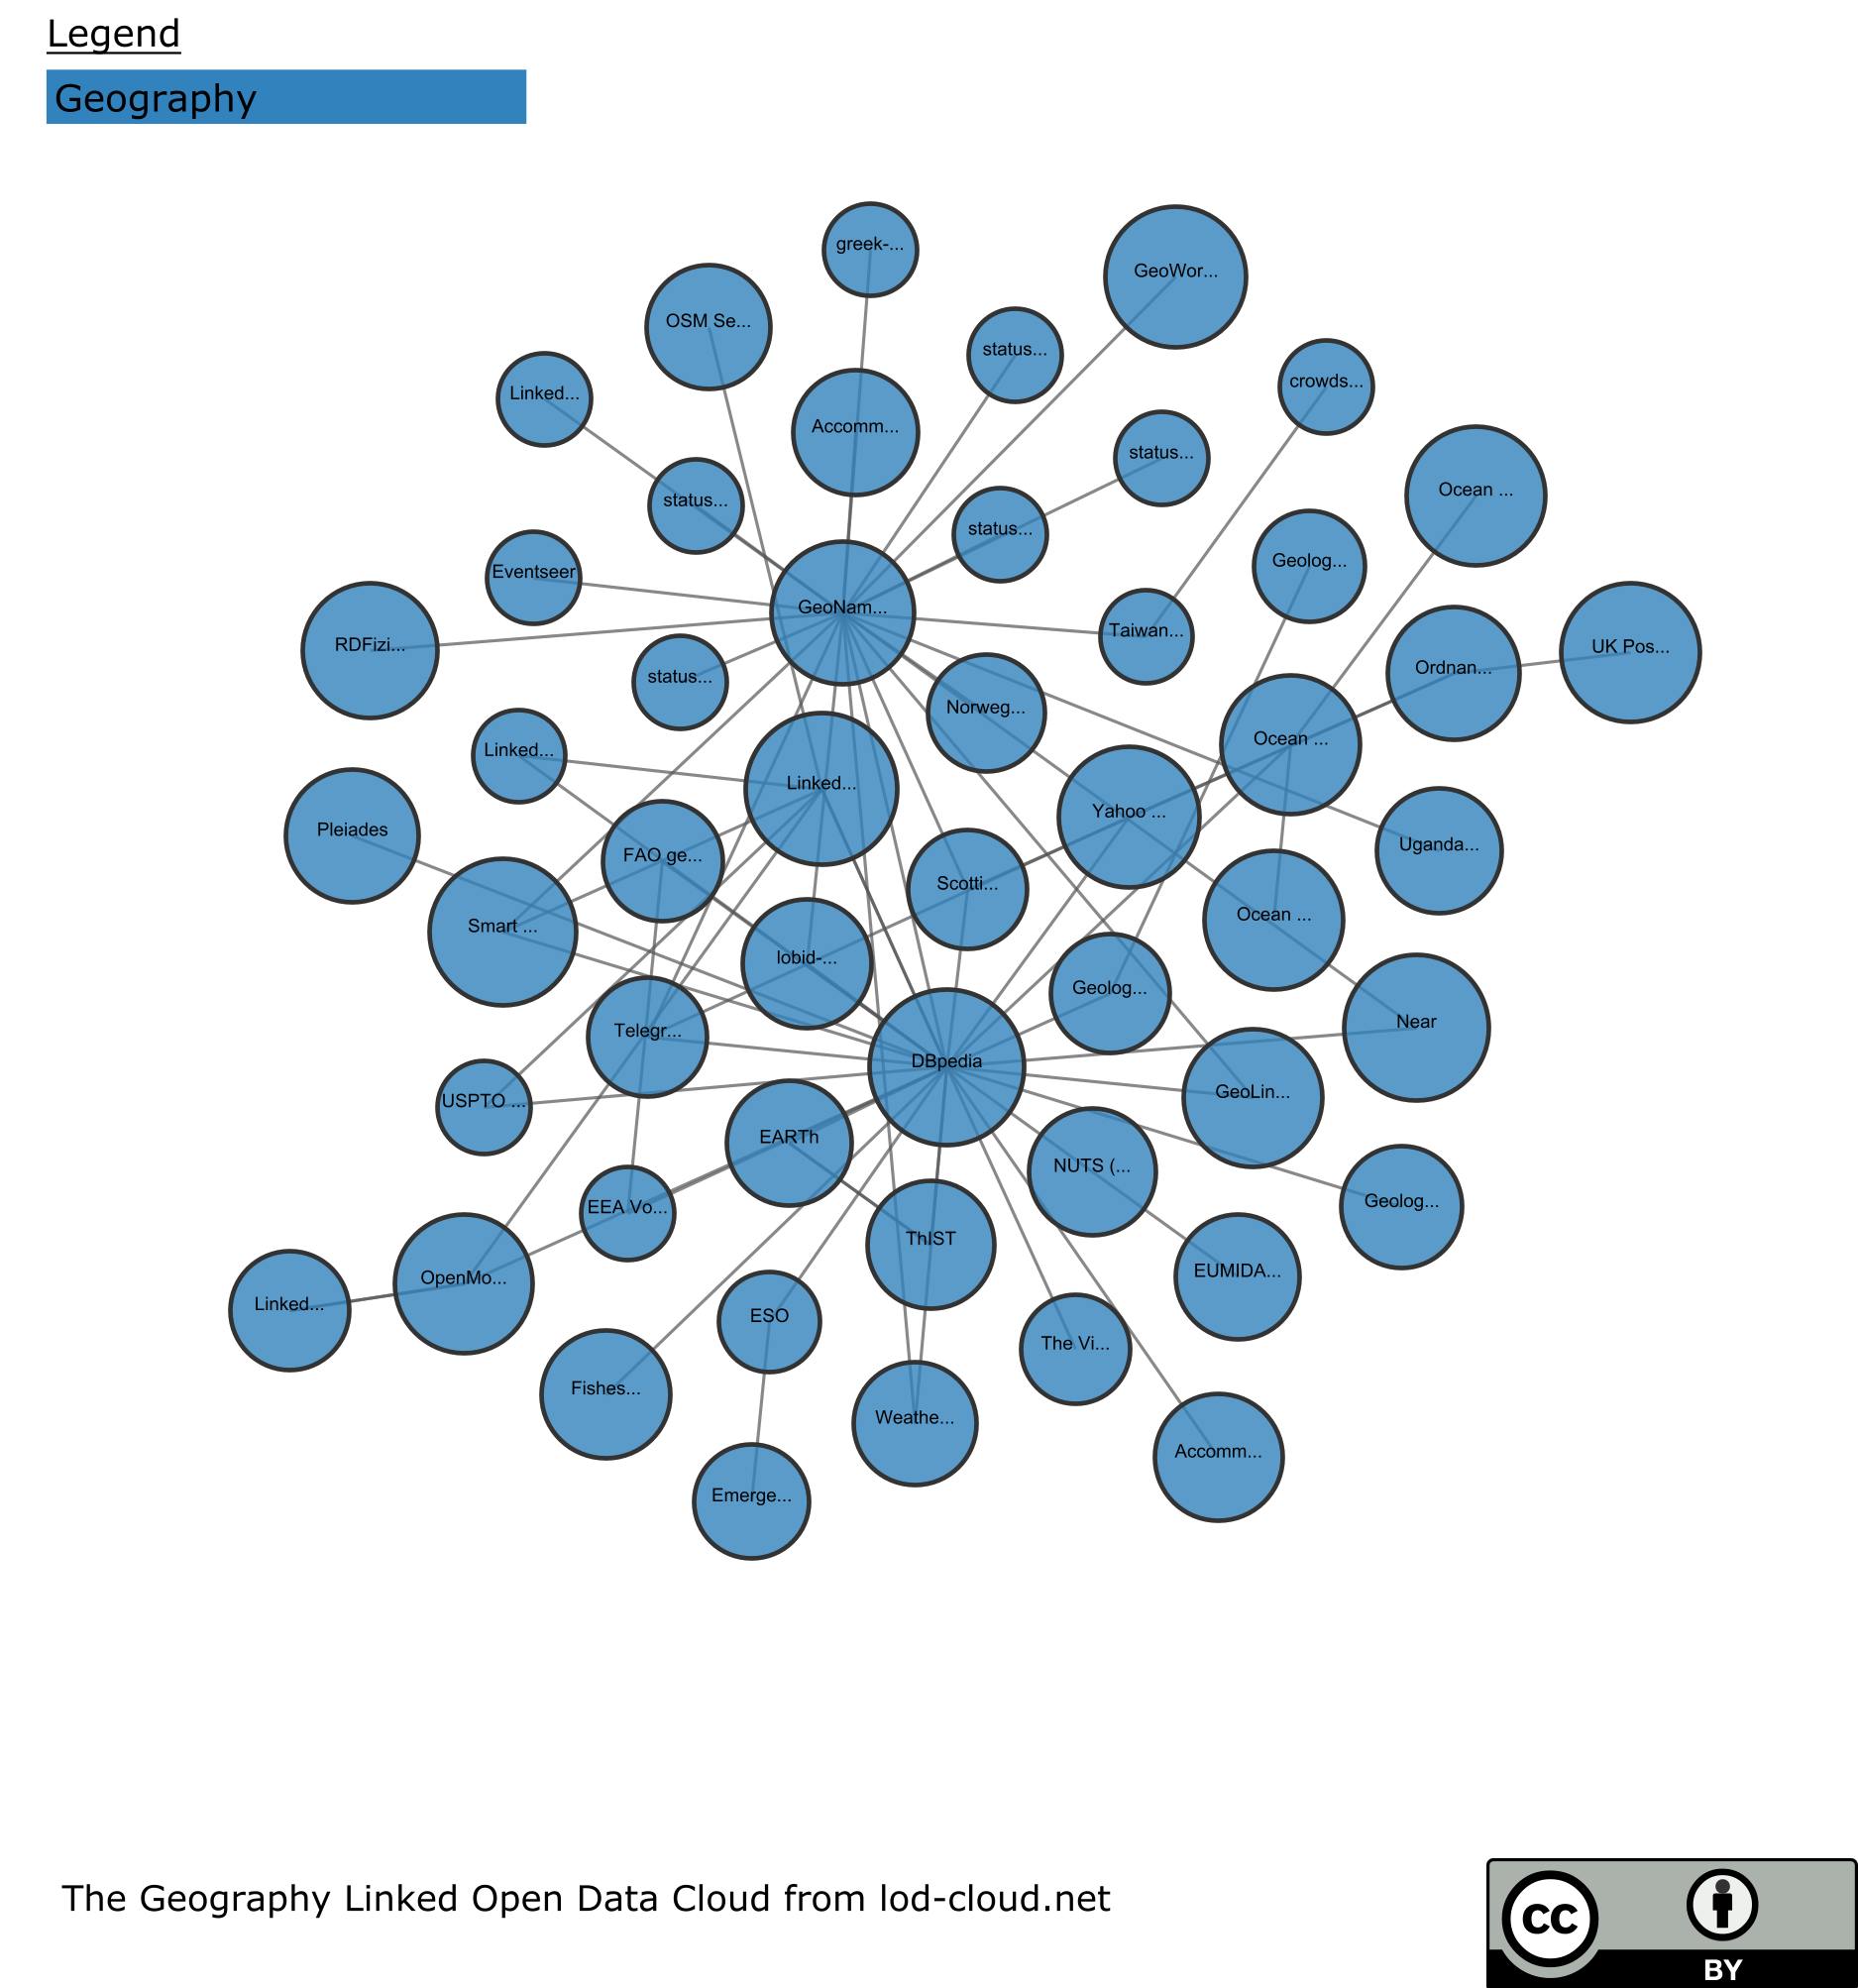 Legend
Geography
greek-...
GeoWor...
OSM Se...
status...
crowds...
Linked...
Accomm...
status...
Ocean ...
status...
status...
Geolog...
Eventseer
GeoNam...
Taiwan...
RDFizi...
UK Pos...
Ordnan...
status...
Norweg...
Ocean ...
Linked...
Linked...
Yahoo ...
Pleiades
Uganda...
FAO ge...
Scotti...
Ocean ...
Smart ...
lobid-...
Geolog...
Near
Telegr...
DBpedia
GeoLin...
USPTO ...
EARTh
NUTS (...
Geolog...
EEA Vo...
ThIST
EUMIDA...
OpenMo...
Linked...
ESO
The Vi...
Fishes...
Weathe...
Accomm...
Emerge...
The Geography Linked Open Data Cloud from lod-cloud.net
cc
BY